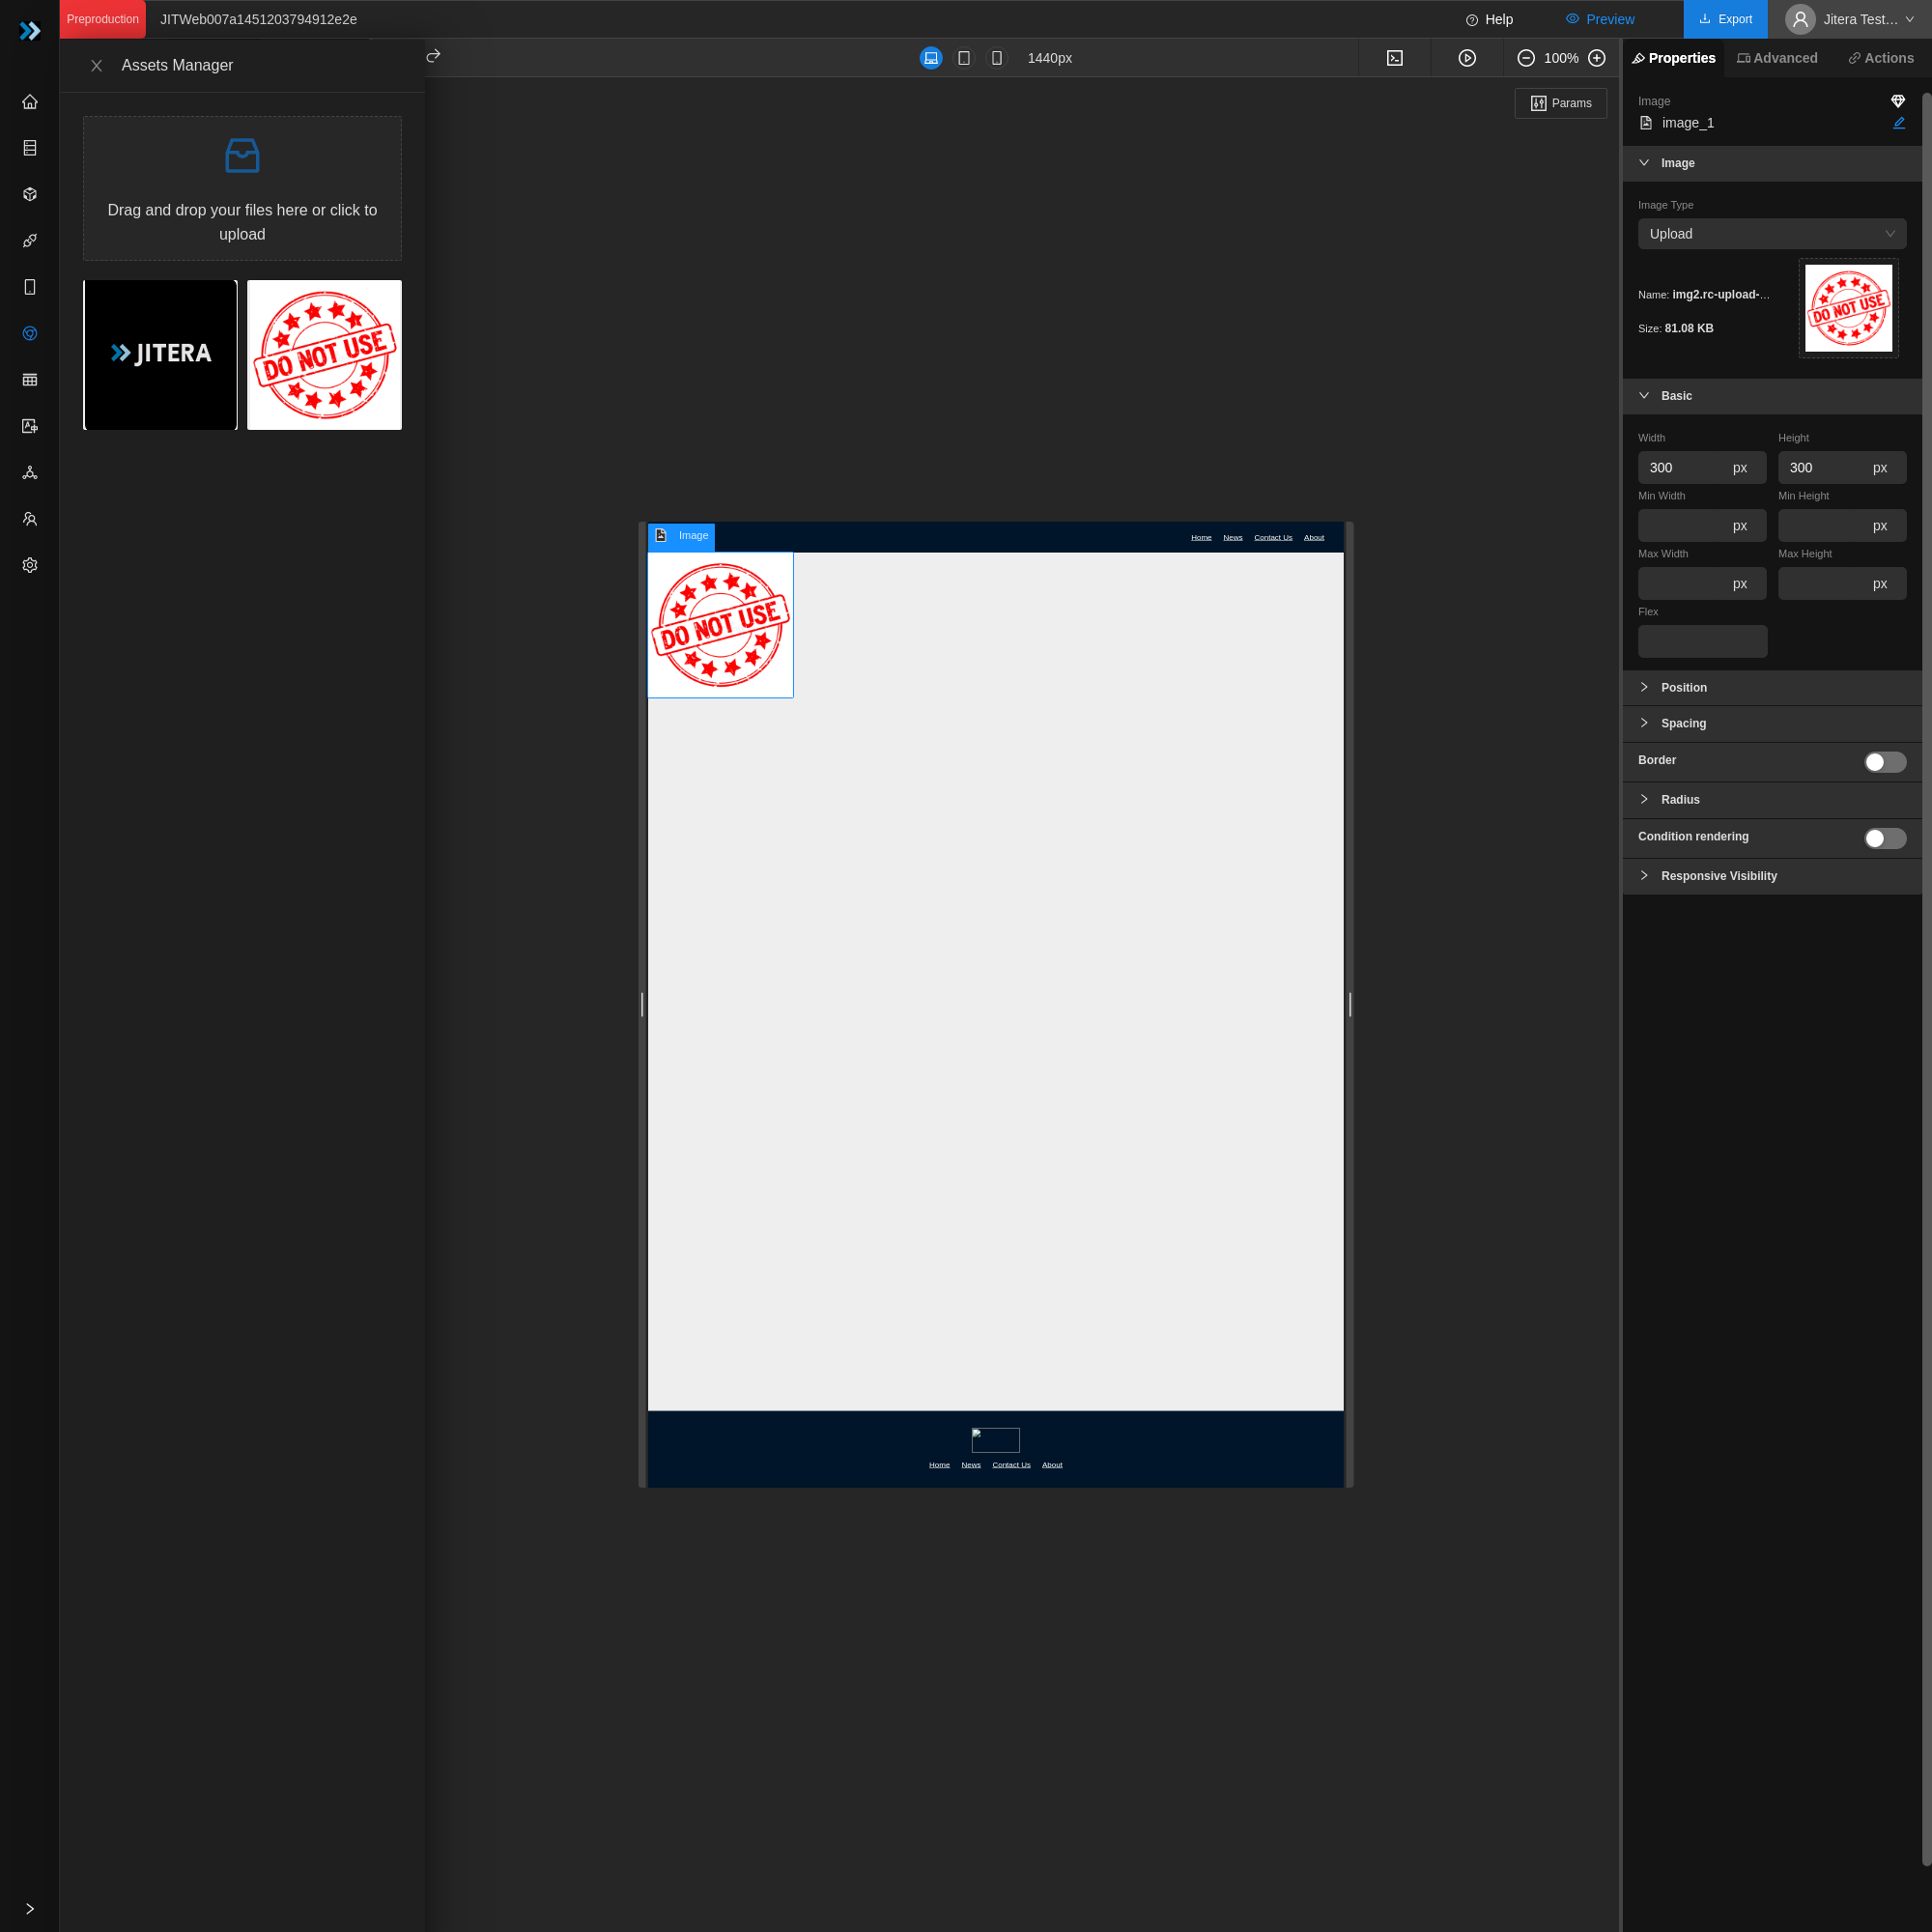 Preproduction
JITWeb007a1451203794912e2e
Help
Preview
Export
Jitera Test...
Assets Manager
1440px
100%
Properties
Advanced
Actions
Params
Drag and drop your files here or click to
upload
JITERA
DO NOT USE
Image
image_1
Image
Image Type
Upload
Name: img2.rc-upload-...
Size: 81.08 KB
DO NOT USE
Basic
Width
Height
300 px
300 px
Min Width
Min Height
px
px
Max Width
Max Height
px
px
Flex
Position
Spacing
Border
Radius
Condition rendering
Responsive Visibility
Image
Home News Contact Us About
DO NOT USE
Home News Contact Us About